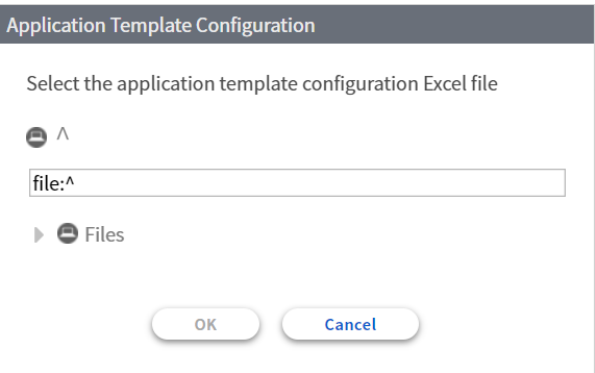 Application Template Configuration
Select the application template configuration Excel file
^
file:^
Files
OK Cancel